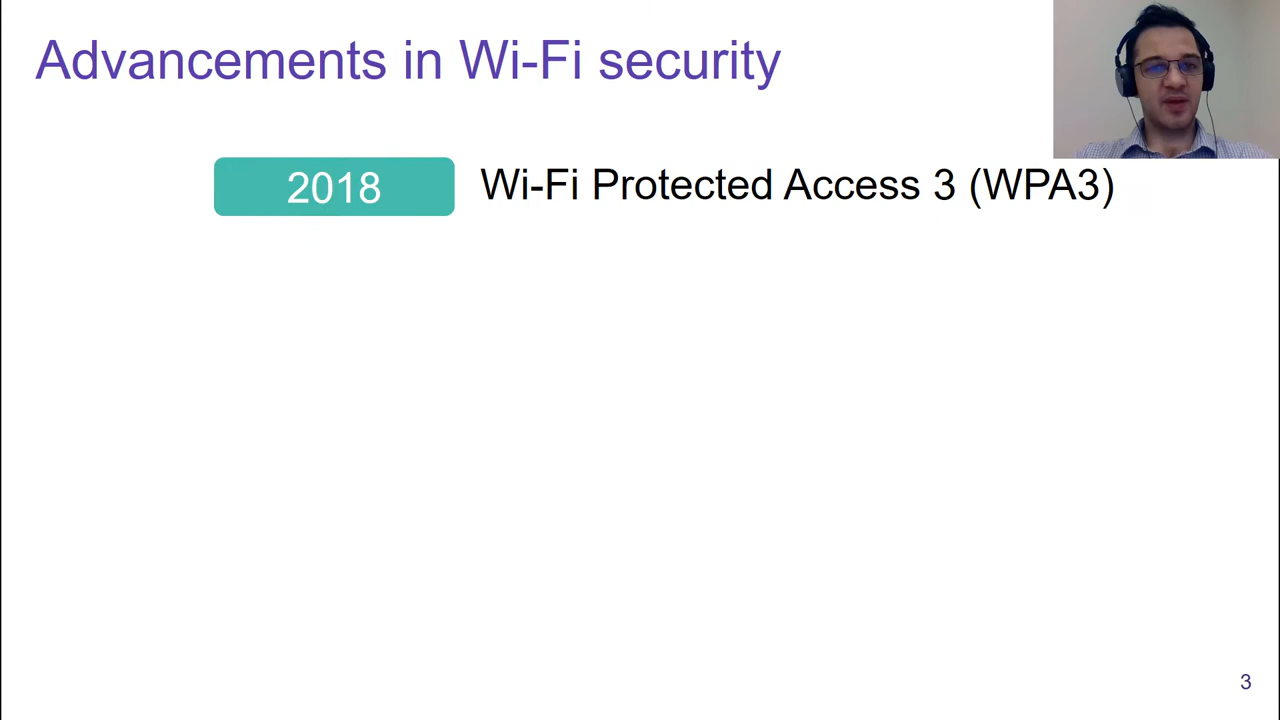 Advancements in Wi-Fi security
2018
Wi-Fi Protected Access 3 (WPA3)
3